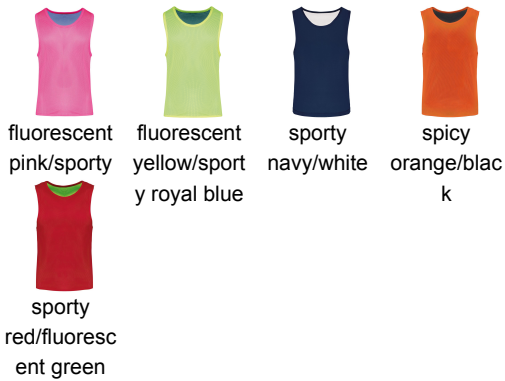 fluorescent
pink/sporty
fluorescent
yellow/sport
y royal blue
sporty
navy/white
spicy
orange/blac
k
sporty
red/fluoresc
ent green